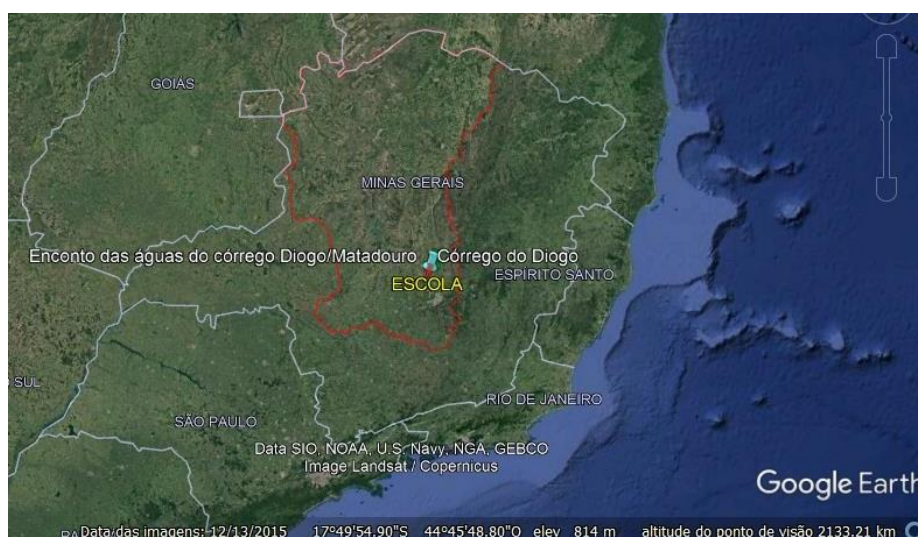 GOIÁS
MINAS GERAIS
Enconto das águas do córrego Diogo/Matadouro
Córrego do Diogo
ESPÍRITO SANTO
ESCOLA
SUL
RIO DE JANEIRO
SÃO PAULO
Data SIO, NOAA, U.S. Navy, NGA, GEBCO
Image Landsat / Copernicus
Google Earth
Data das imagens: 12/13/2015 17°49'54.90"S 44°45'48.80"O elev 814 m altitude do ponto de visão 2133.21 km